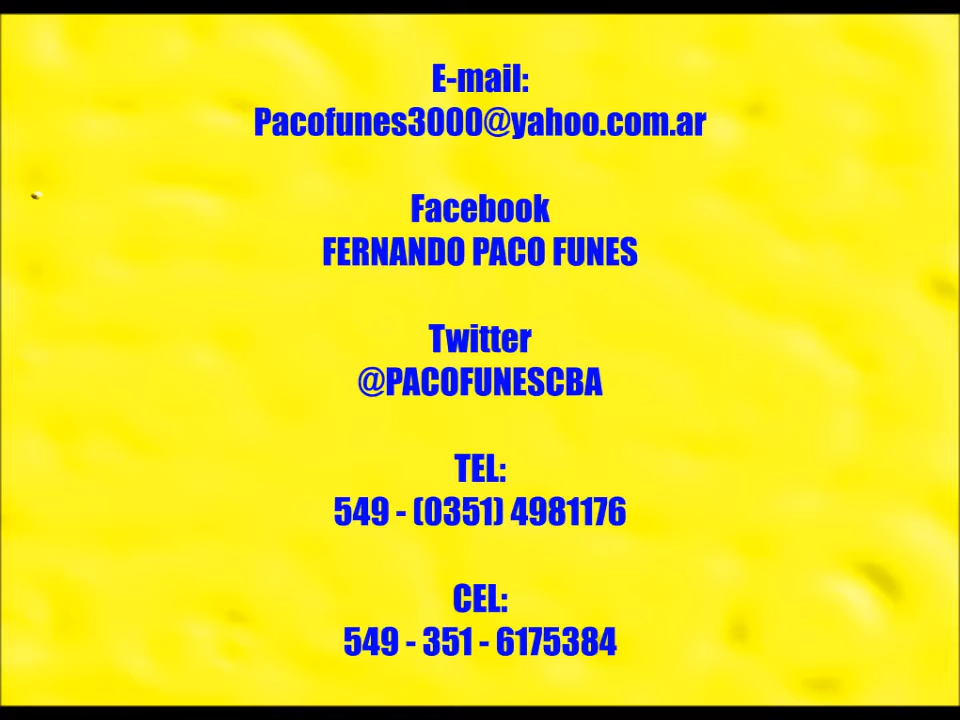 E-mail:
Pacofunes3000@yahoo.com.ar
Facebook
FERNANDO PACO FUNES
Twitter
@PACOFUNESCBA
TEL:
549 - (0351) 4981176
CEL:
549 - 351 - 6175384